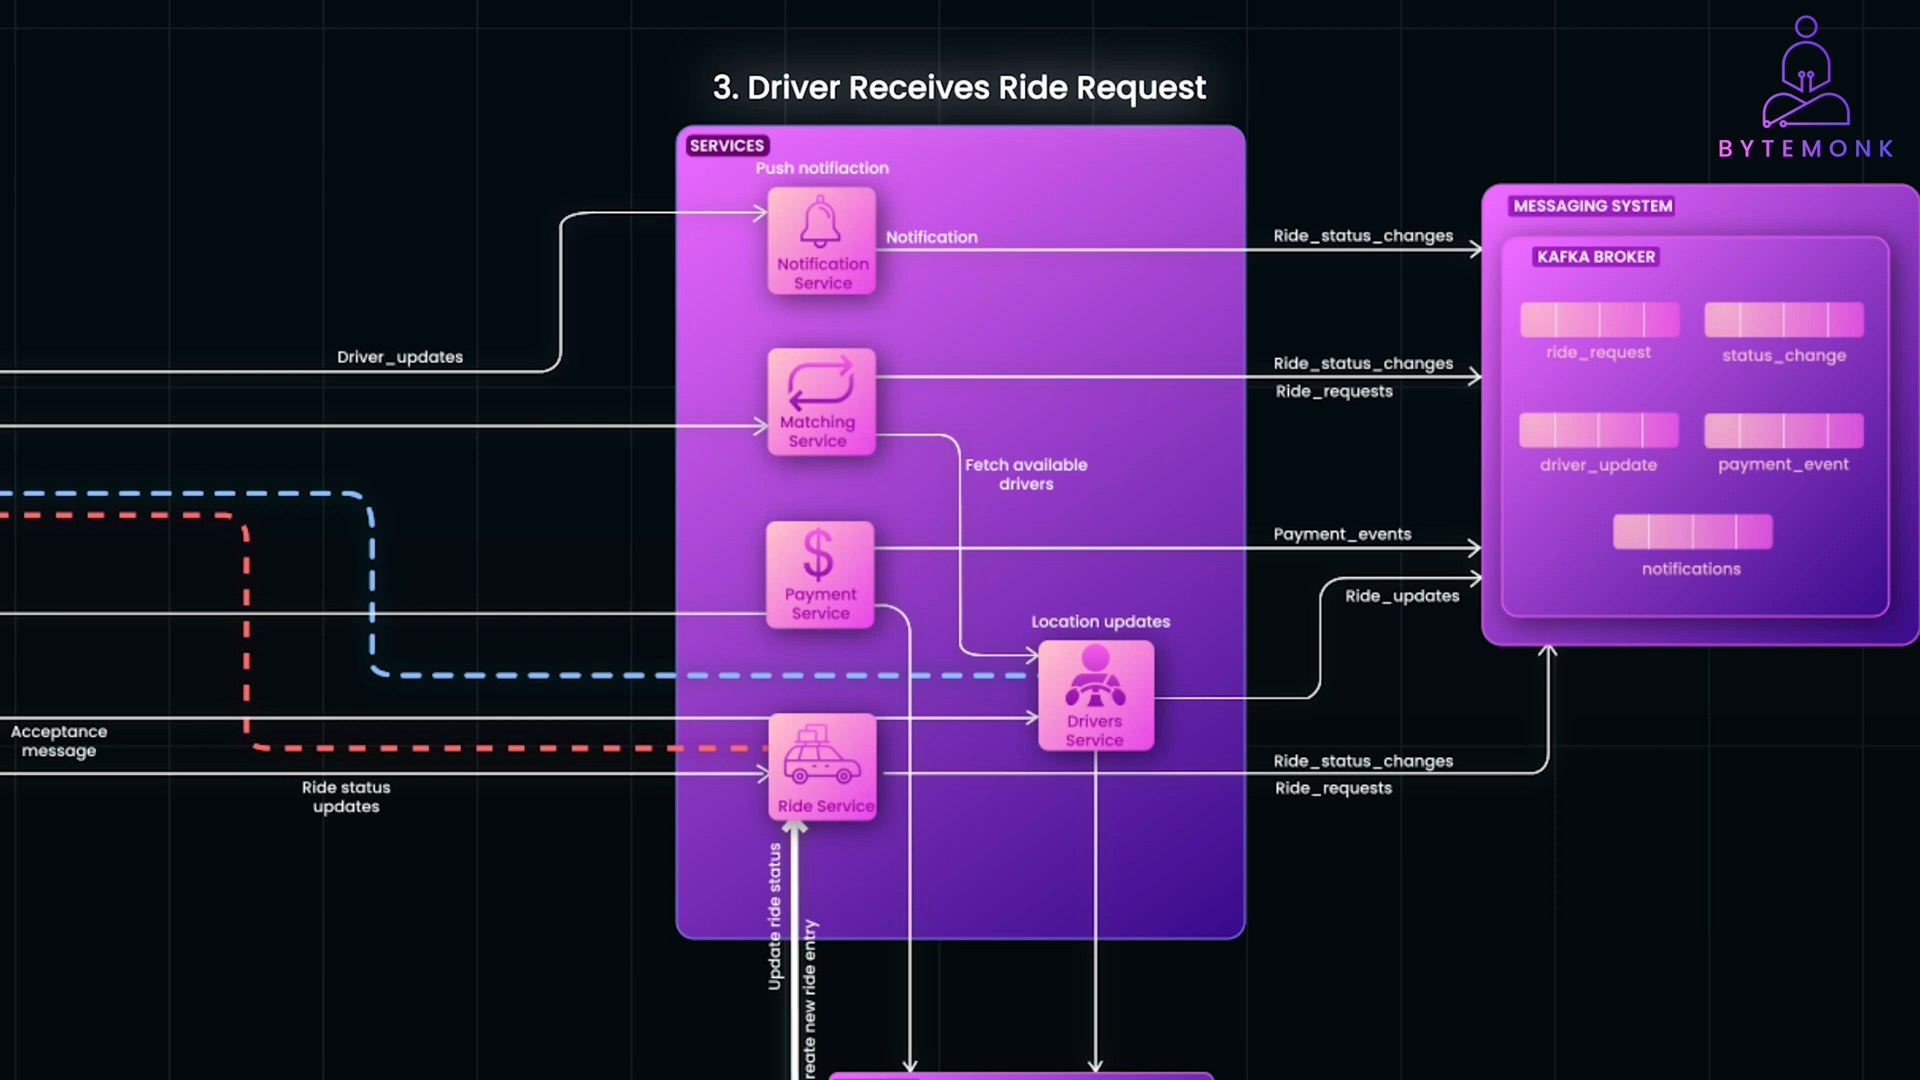 3. Driver Receives Ride Request
BYTEMONK
SERVICES
Push notifiaction
Notification
Service
Notification
Ride_status_changes
MESSAGING SYSTEM
KAFKA BROKER
ride_request
status_change
driver_update
payment_event
notifications
Driver_updates
Matching
Service
Ride_status_changes
Ride_requests
Fetch available
drivers
Payment
Service
Payment_events
Ride_updates
Location updates
Drivers
Service
Acceptance
message
Ride status
updates
Ride Service
Ride_status_changes
Ride_requests
Update ride status
reate new ride entry